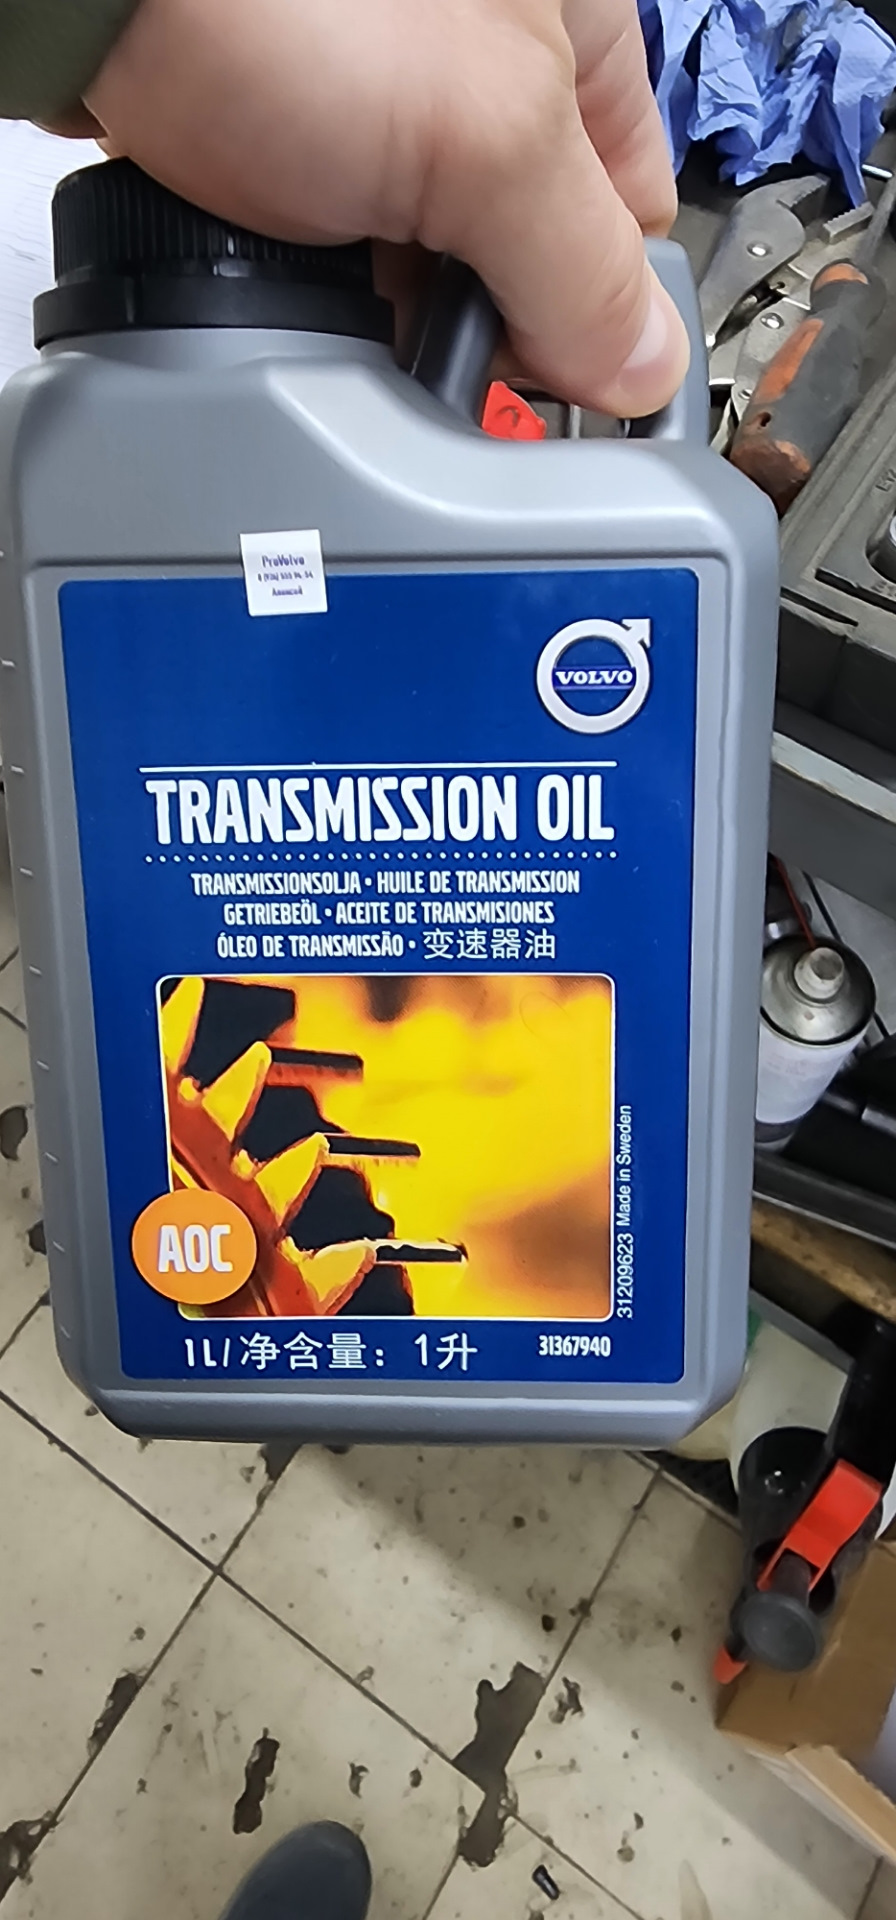 ProVolvo
VOLVO
TRANSMISSION OIL
TRANSMISSIONSOLJA • HUILE DE TRANSMISSION
GETRIEBEÖL • ACEITE DE TRANSMISIONES
ÓLEO DE TRANSMISSÃO • 变速器油
31209623 Made in Sweden
AOC
1L/净含量：1升
31367940